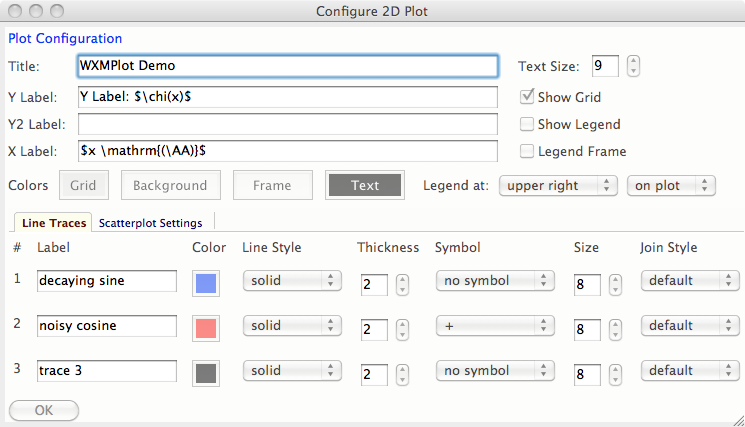 Configure 2D Plot
Plot Configuration
Title: WXMPlot Demo Text Size: 9
Y Label: Y Label: $\chi(x)$ Show Grid
Y2 Label: Show Legend
X Label: $x \mathrm{(\AA)}$ Legend Frame
Colors Grid Background Frame Text Legend at: upper right on plot
Line Traces Scatterplot Settings
# Label Color Line Style Thickness Symbol Size Join Style
1 decaying sine solid 2 no symbol 8 default
2 noisy cosine solid 2 + 8 default
3 trace 3 solid 2 no symbol 8 default
OK